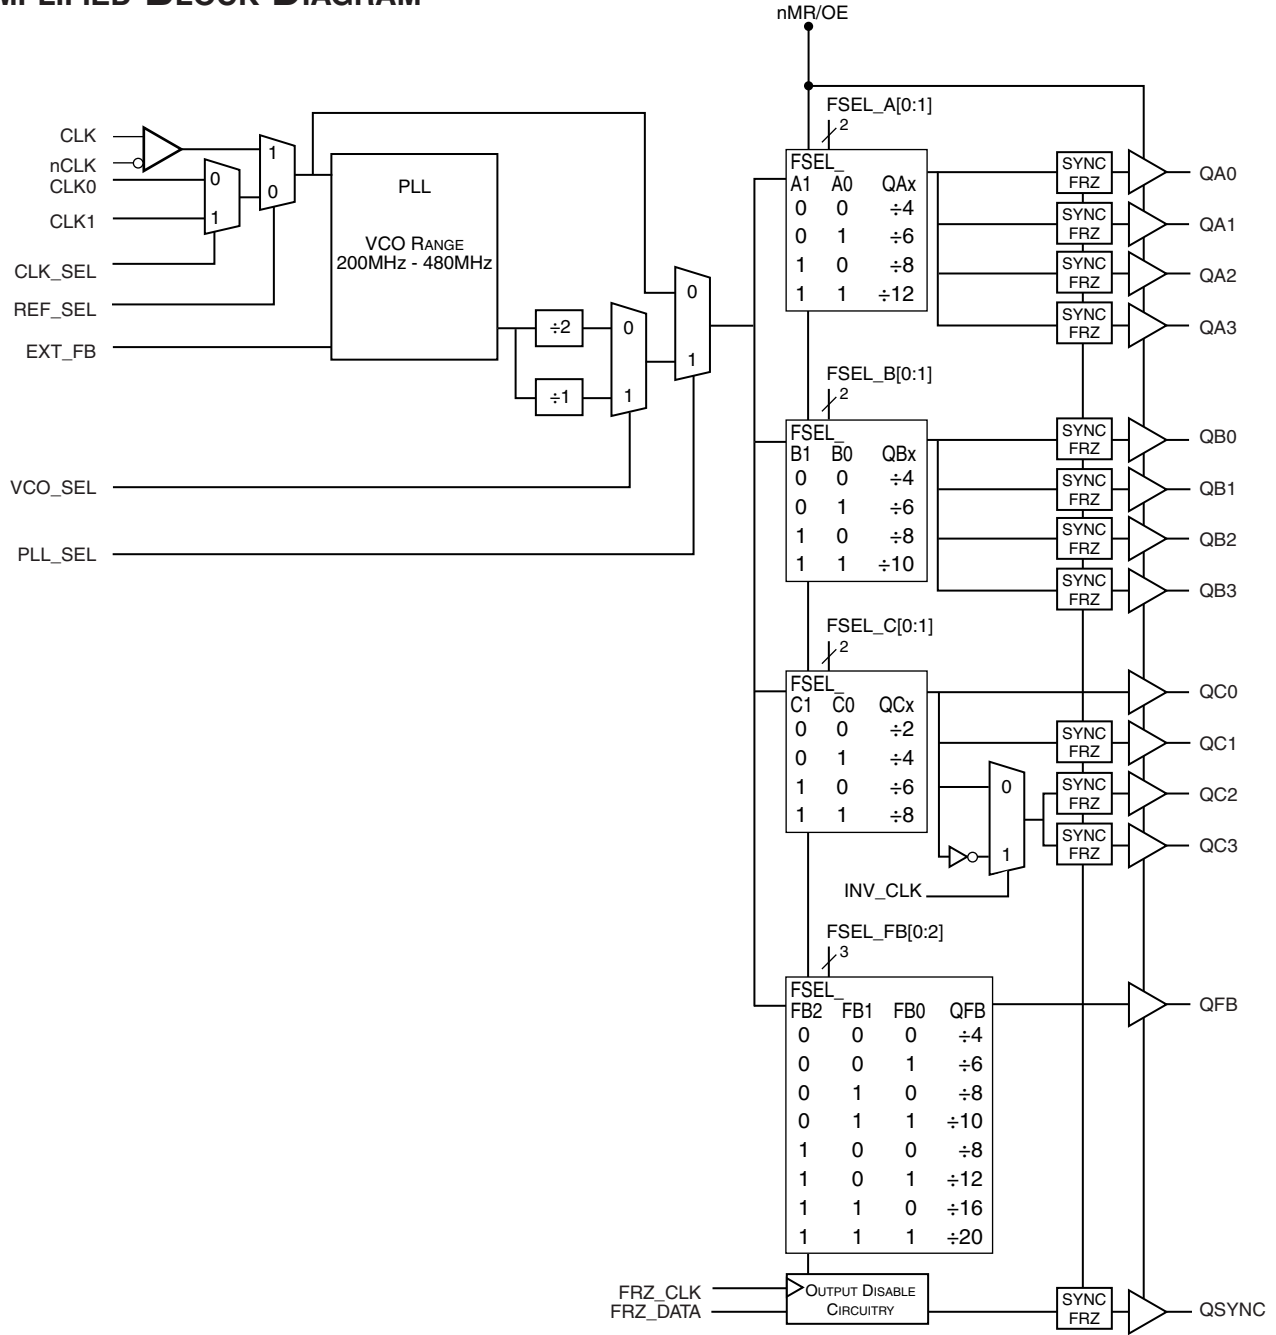 BLOCK DIAGRAM
nMR/OE
CLK
nCLK
CLK0
CLK1
CLK_SEL
REF_SEL
EXT_FB
VCO_SEL
PLL_SEL
1
0
0
1
PLL
VCO RANGE
200MHz - 480MHz
÷2
÷1
0
1
0
1
FSEL_A[0:1]
2
FSEL_
A1 A0 QAx
0 0 ÷4
0 1 ÷6
1 0 ÷8
1 1 ÷12
SYNC
FRZ
QA0
SYNC
FRZ
QA1
SYNC
FRZ
QA2
SYNC
FRZ
QA3
FSEL_B[0:1]
2
FSEL_
B1 B0 QBx
0 0 ÷4
0 1 ÷6
1 0 ÷8
1 1 ÷10
SYNC
FRZ
QB0
SYNC
FRZ
QB1
SYNC
FRZ
QB2
SYNC
FRZ
QB3
FSEL_C[0:1]
2
FSEL_
C1 C0 QCx
0 0 ÷2
0 1 ÷4
1 0 ÷6
1 1 ÷8
QC0
SYNC
FRZ
QC1
0
1
INV_CLK
SYNC
FRZ
QC2
SYNC
FRZ
QC3
FSEL_FB[0:2]
3
FSEL_
FB2 FB1 FB0 QFB
0 0 0 ÷4
0 0 1 ÷6
0 1 0 ÷8
0 1 1 ÷10
1 0 0 ÷8
1 0 1 ÷12
1 1 0 ÷16
1 1 1 ÷20
QFB
FRZ_CLK
FRZ_DATA
OUTPUT DISABLE
CIRCUITRY
SYNC
FRZ
QSYNC